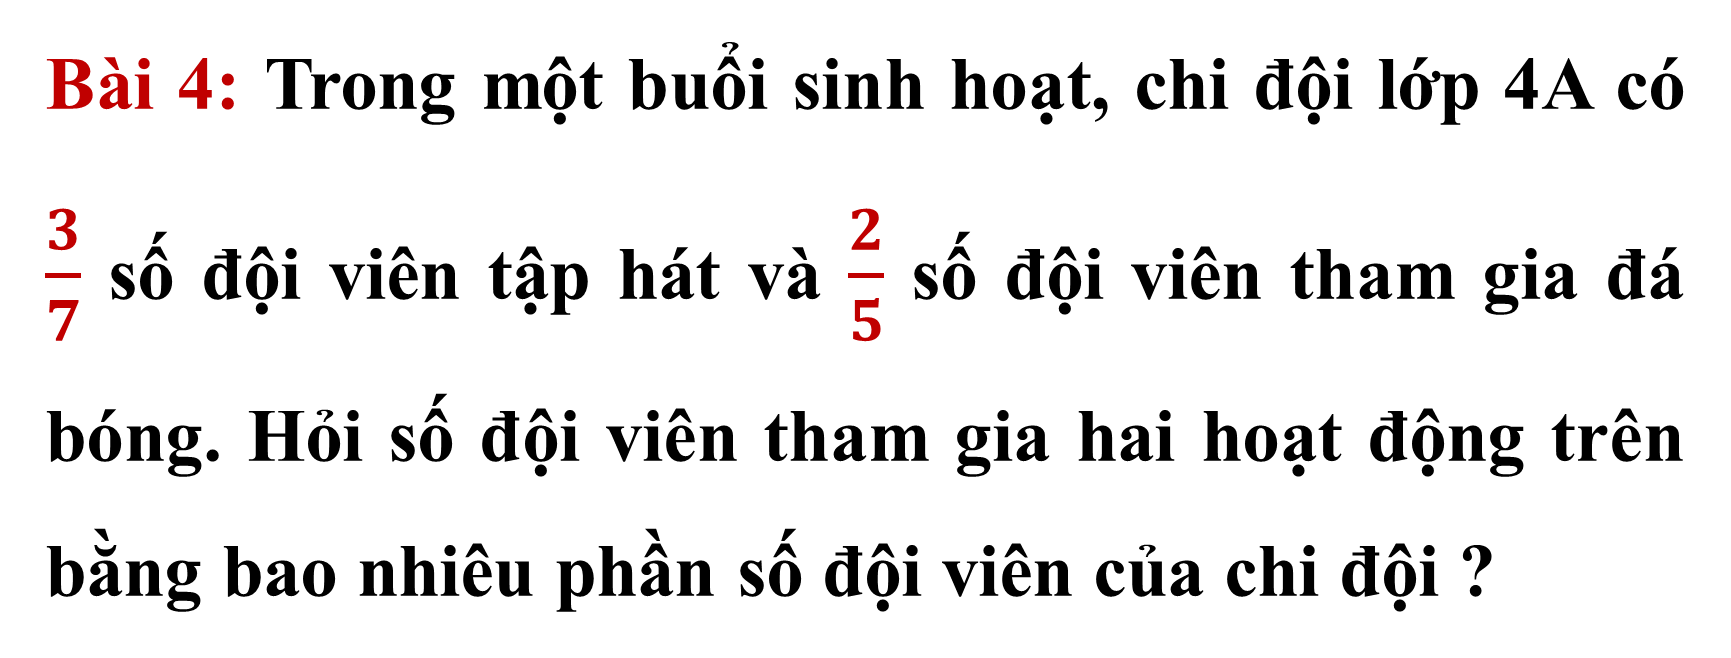 Bài 4: Trong một buổi sinh hoạt, chi đội lớp 4A có
3/7 số đội viên tập hát và 2/5 số đội viên tham gia đá
bóng. Hỏi số đội viên tham gia hai hoạt động trên
bằng bao nhiêu phần số đội viên của chi đội ?